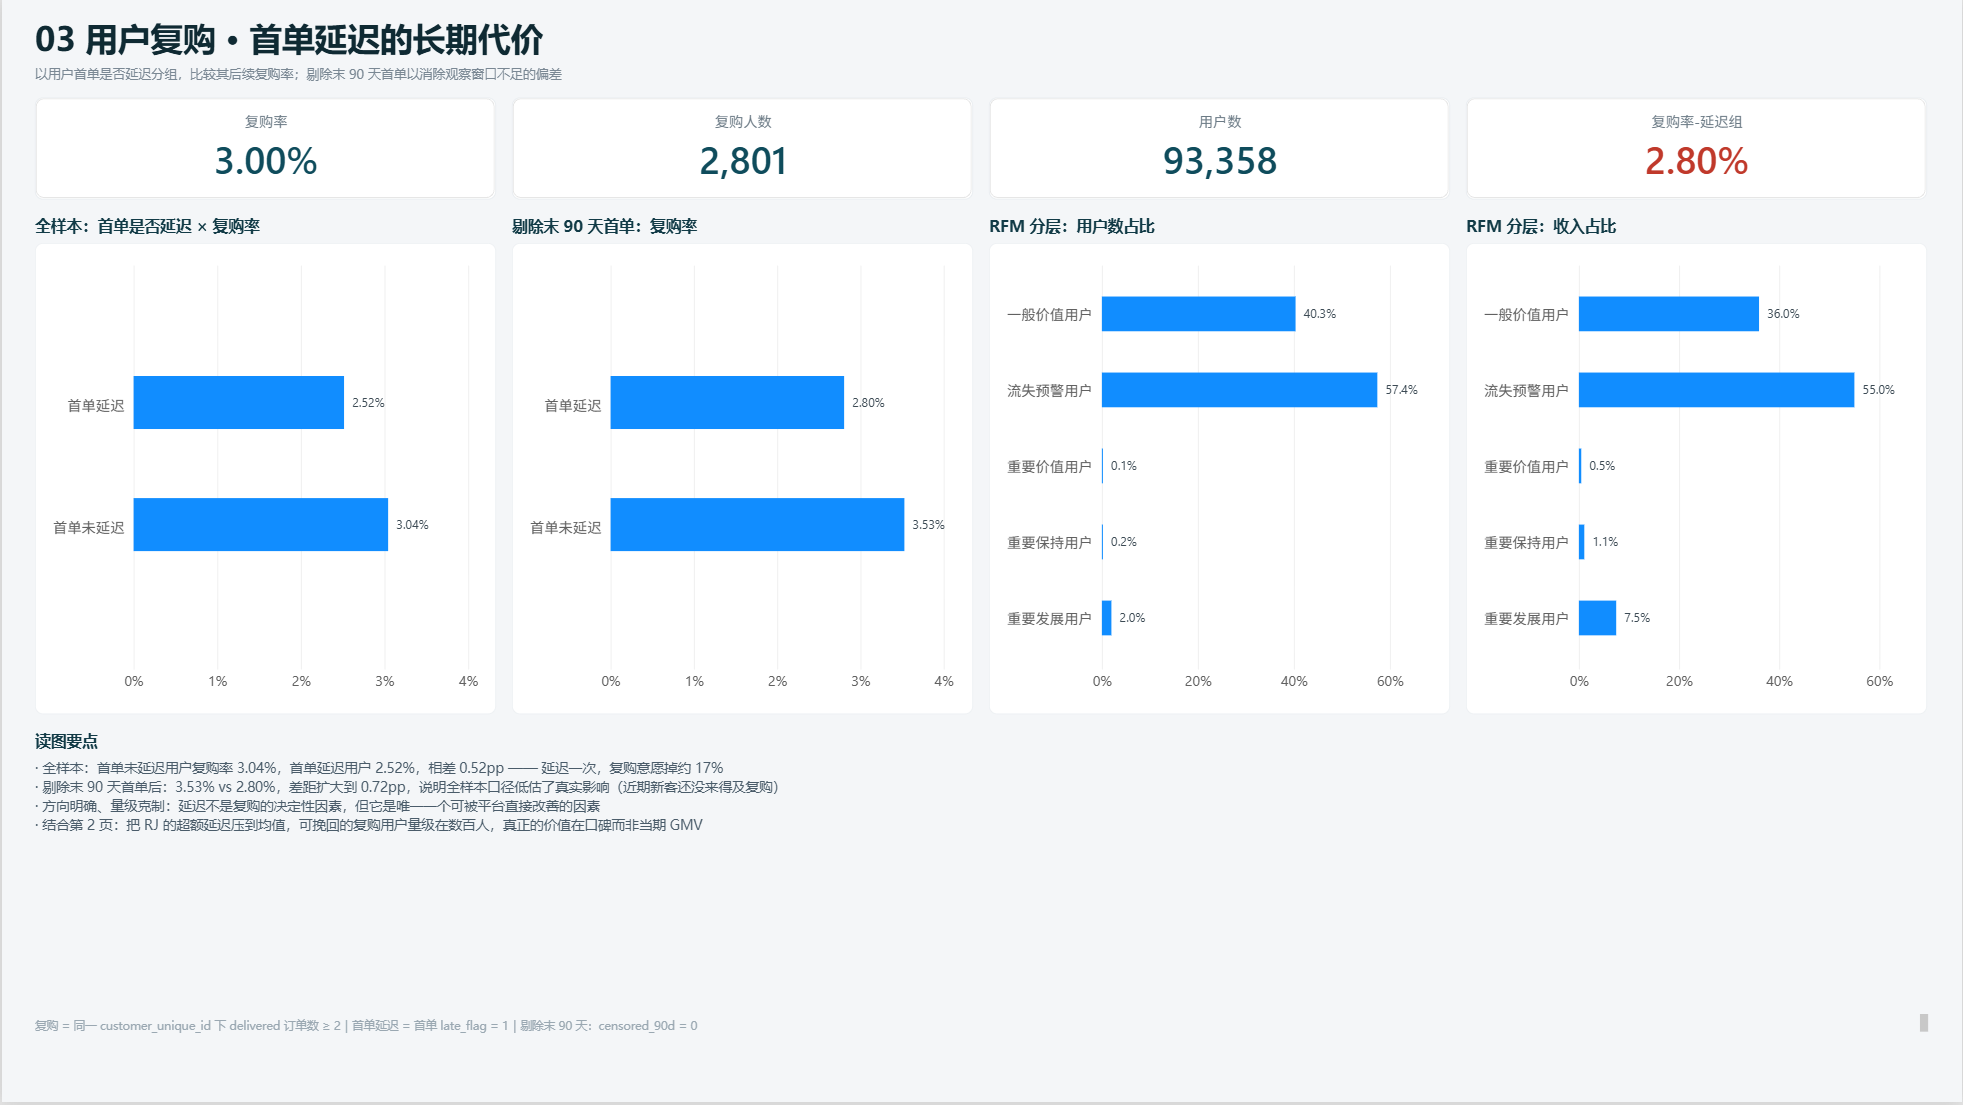 03 用户复购 • 首单延迟的长期代价
以用户首单是否延迟分组，比较其后续复购率；剔除末 90 天首单以消除观察窗口不足的偏差
复购率
3.00%
复购人数
2,801
用户数
93,358
复购率-延迟组
2.80%
全样本：首单是否延迟 × 复购率
首单延迟
2.52%
首单未延迟
3.04%
0% 1% 2% 3% 4%
剔除末 90 天首单：复购率
首单延迟
2.80%
首单未延迟
3.53%
0% 1% 2% 3% 4%
RFM 分层：用户数占比
一般价值用户
40.3%
流失预警用户
57.4%
重要价值用户
0.1%
重要保持用户
0.2%
重要发展用户
2.0%
0% 20% 40% 60%
RFM 分层：收入占比
一般价值用户
36.0%
流失预警用户
55.0%
重要价值用户
0.5%
重要保持用户
1.1%
重要发展用户
7.5%
0% 20% 40% 60%
读图要点
· 全样本：首单未延迟用户复购率 3.04%，首单延迟用户 2.52%，相差 0.52pp —— 延迟一次，复购意愿掉约 17%
· 剔除末 90 天首单后：3.53% vs 2.80%，差距扩大到 0.72pp，说明全样本口径低估了真实影响（近期新客还没来得及复购）
· 方向明确、量级克制：延迟不是复购的决定性因素，但它是唯一一个可被平台直接改善的因素
· 结合第 2 页：把 RJ 的超额延迟压到均值，可挽回的复购用户量级在数百人，真正的价值在口碑而非当期 GMV
复购 = 同一 customer_unique_id 下 delivered 订单数 ≥ 2 | 首单延迟 = 首单 late_flag = 1 | 剔除末 90 天：censored_90d = 0